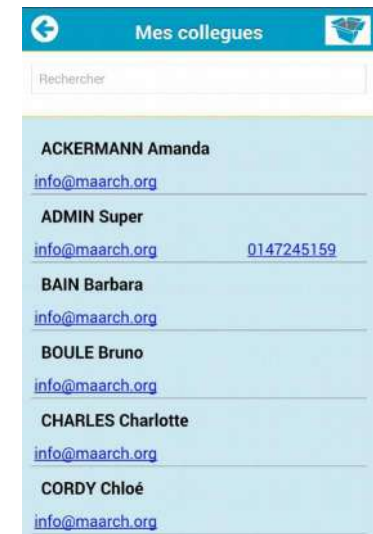 Mes collegues
Rechercher
ACKERMANN Amanda
info@maarch.org
ADMIN Super
info@maarch.org 0147245159
BAIN Barbara
info@maarch.org
BOULE Bruno
info@maarch.org
CHARLES Charlotte
info@maarch.org
CORDY Chloé
info@maarch.org